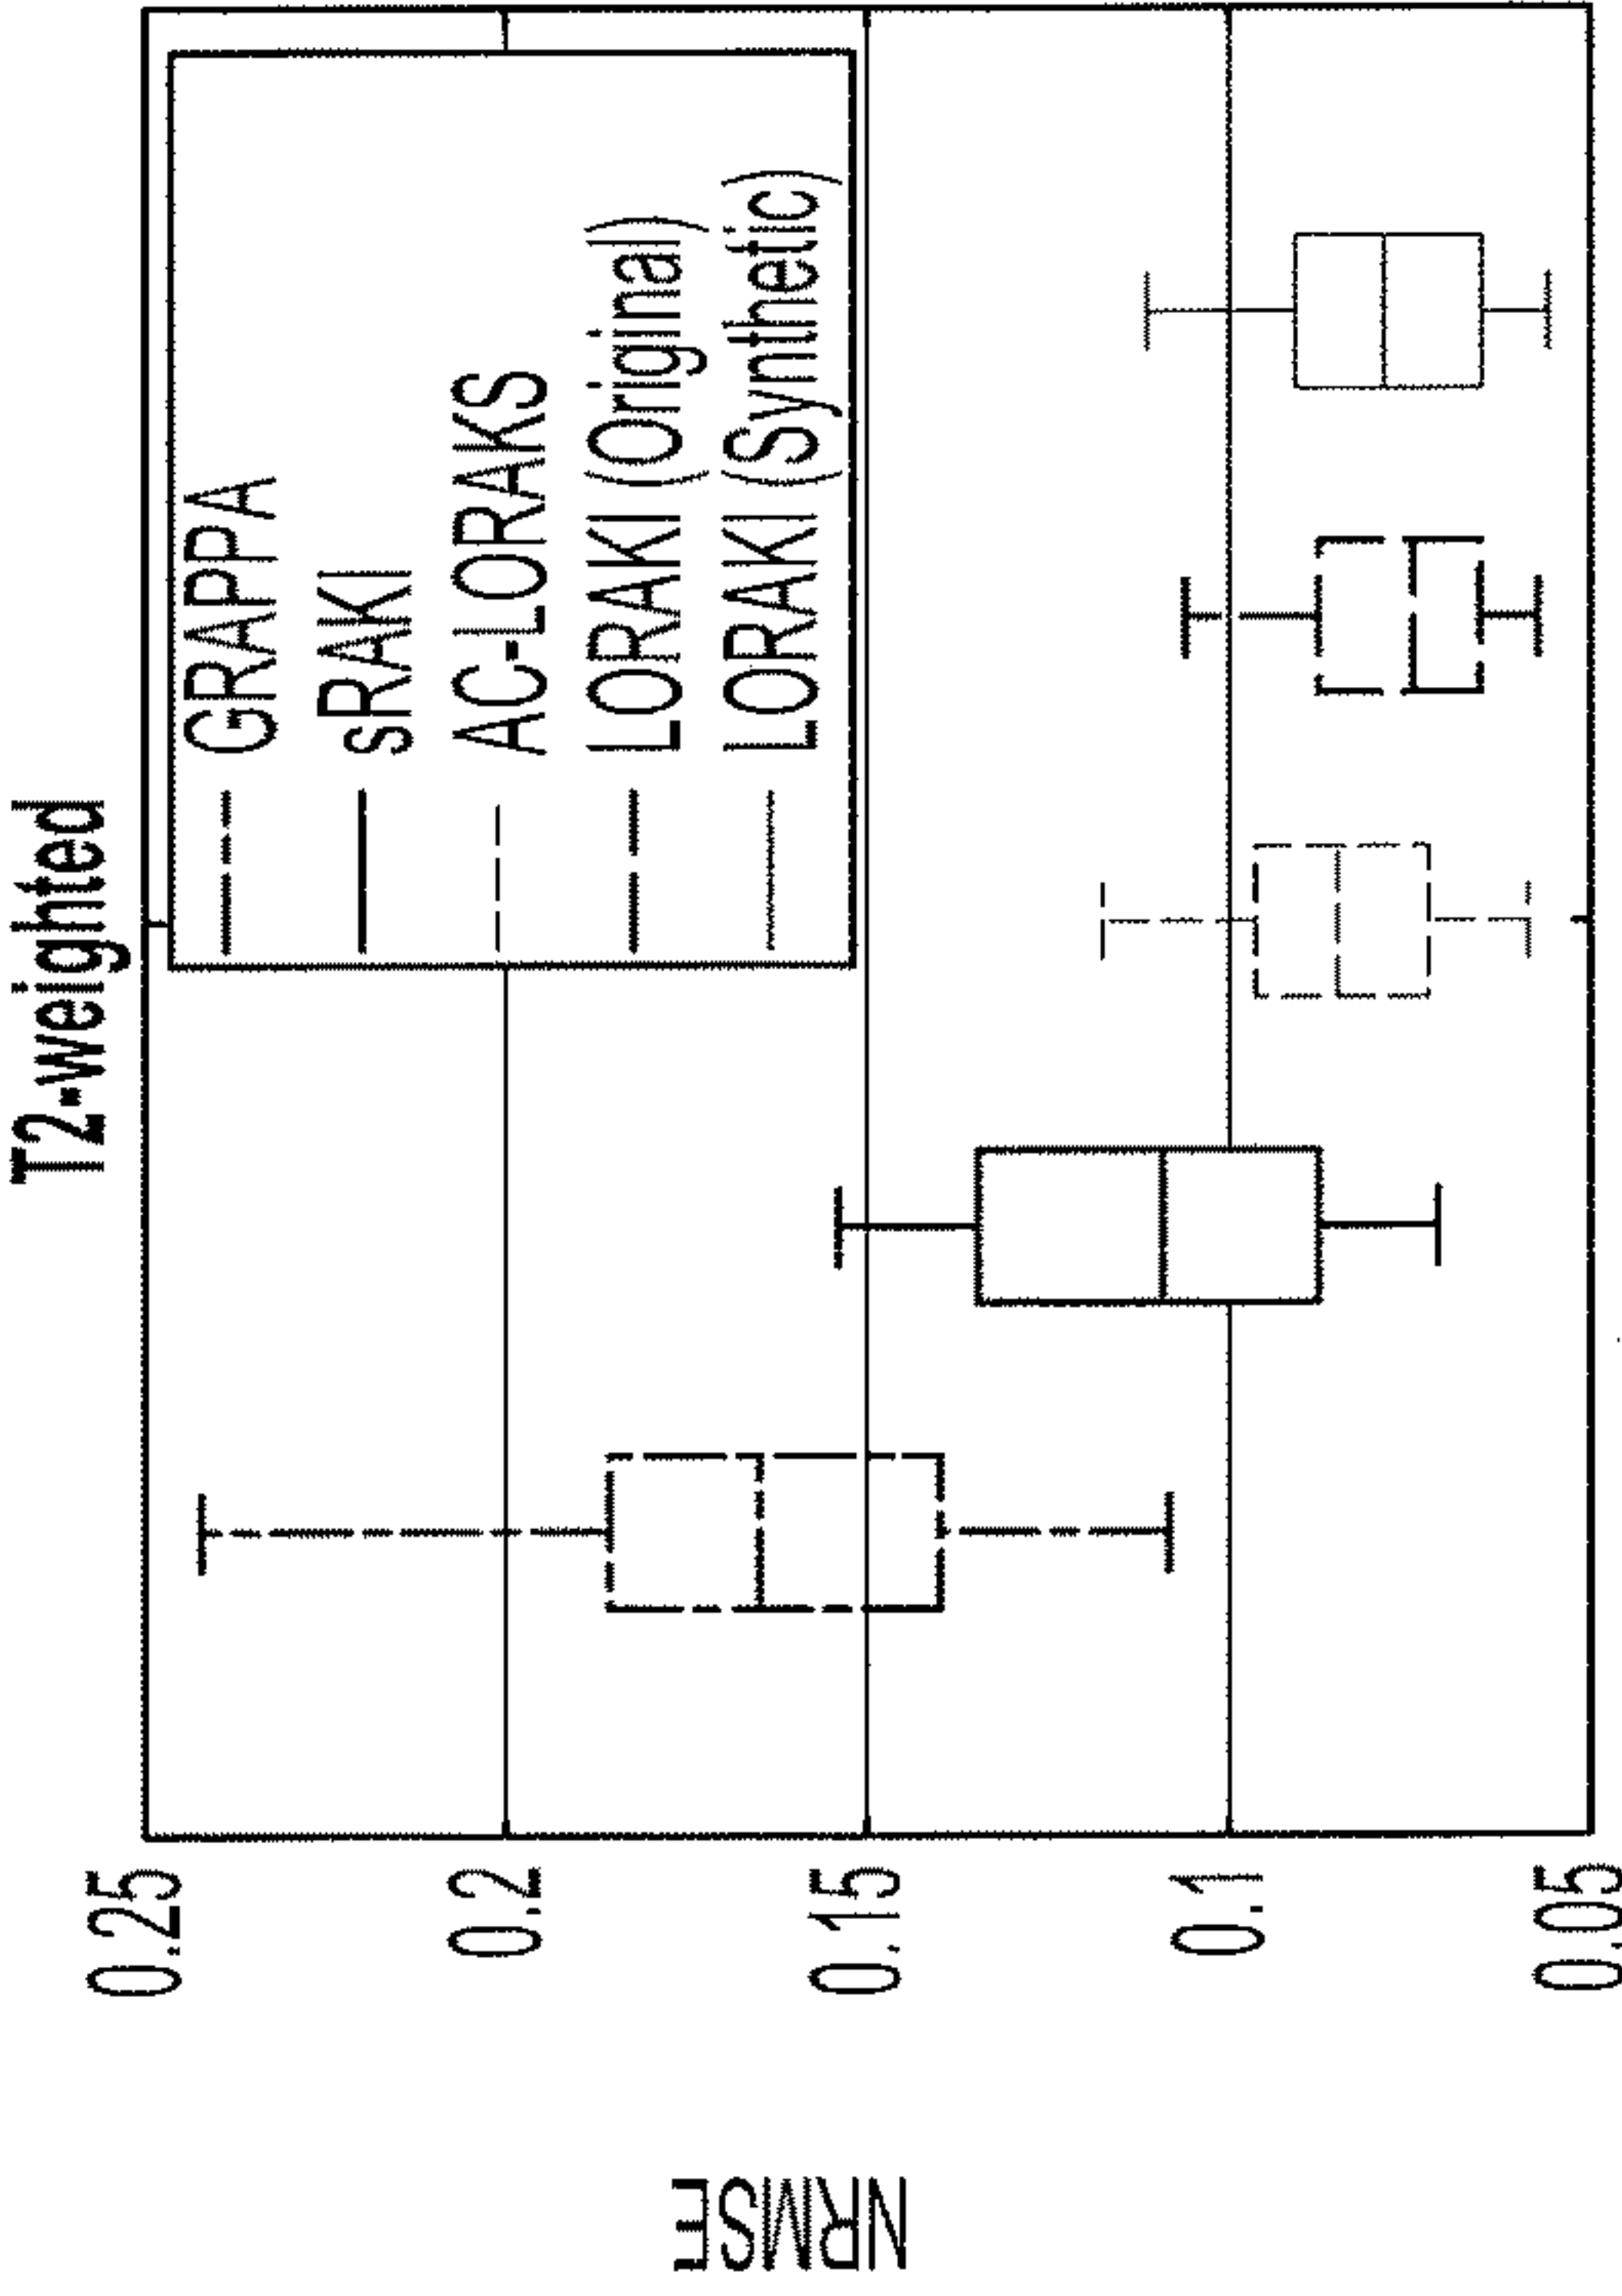 T2-weighted
NRMSE
0.25
0.2
0.15
0.1
0.05
GRAPPA
sRAKI
AC-LORAKS
LORAKI (Original)
LORAKI (Synthetic)